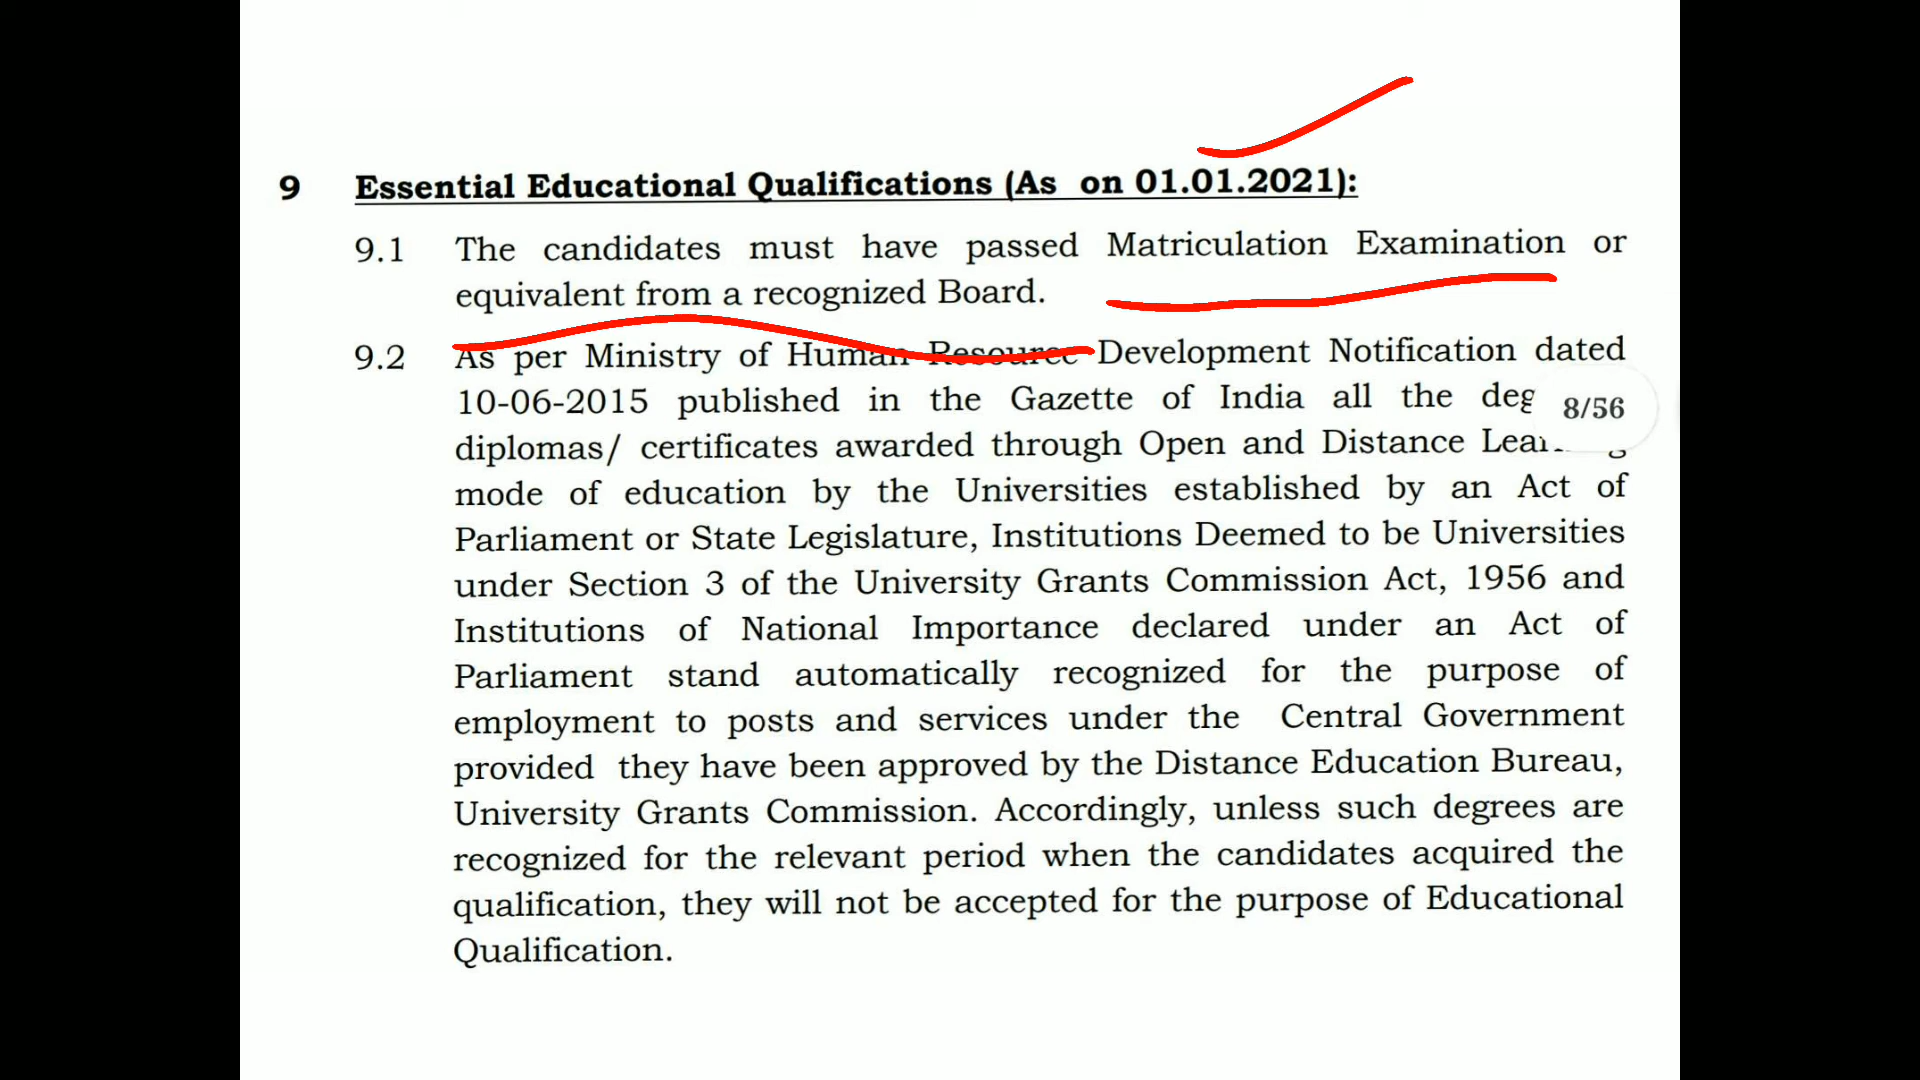 9 Essential Educational Qualifications (As on 01.01.2021):
9.1 The candidates must have passed Matriculation Examination or
equivalent from a recognized Board.
9.2 As per Ministry of Human Resource Development Notification dated
10-06-2015 published in the Gazette of India all the
8/56
diplomas/ certificates awarded through Open and Distance
mode of education by the Universities established by an Act of
Parliament or State Legislature, Institutions Deemed to be Universities
under Section 3 of the University Grants Commission Act, 1956 and
Institutions of National Importance declared under an Act of
Parliament stand automatically recognized for the purpose of
employment to posts and services under the Central Government
provided they have been approved by the Distance Education Bureau,
University Grants Commission. Accordingly, unless such degrees are
recognized for the relevant period when the candidates acquired the
qualification, they will not be accepted for the purpose of Educational
Qualification.